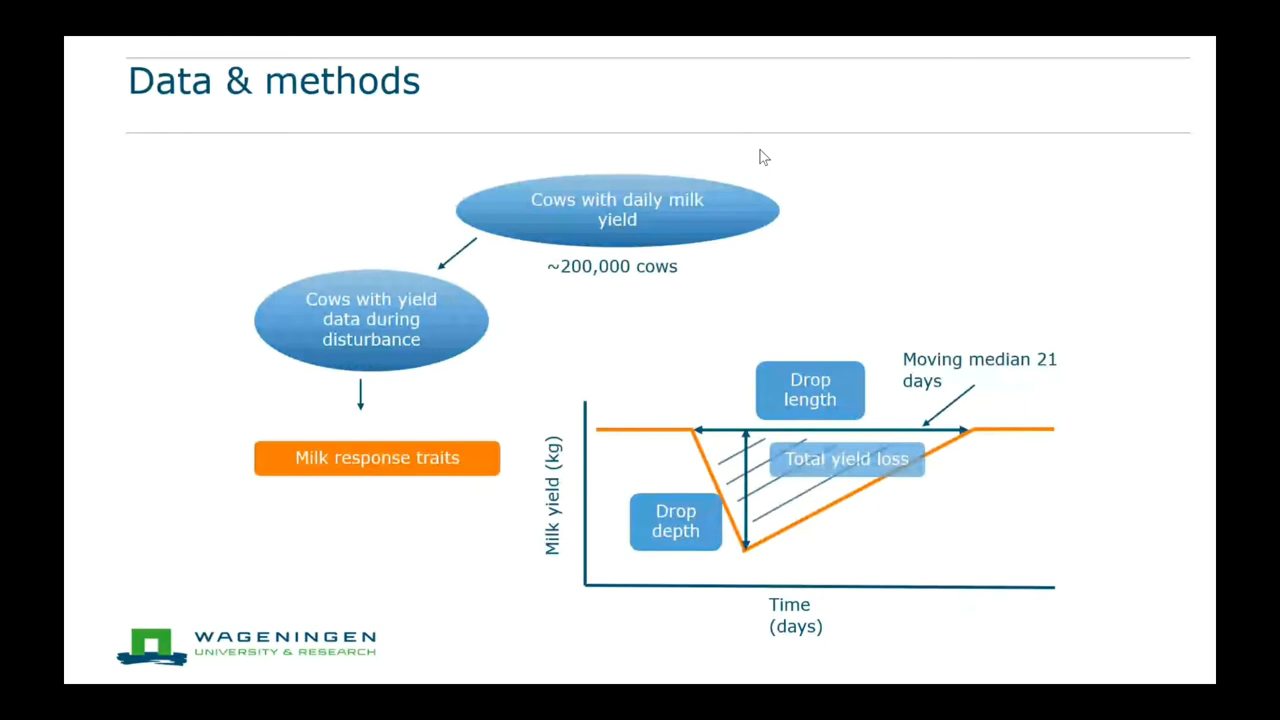 Data & methods
Cows with daily milk
yield
~200,000 cows
Cows with yield
data during
disturbance
Milk response traits
Moving median 21
days
Drop
length
Total yield loss
Drop
depth
Milk yield (kg)
Time
(days)
WAGENINGEN
UNIVERSITY & RESEARCH